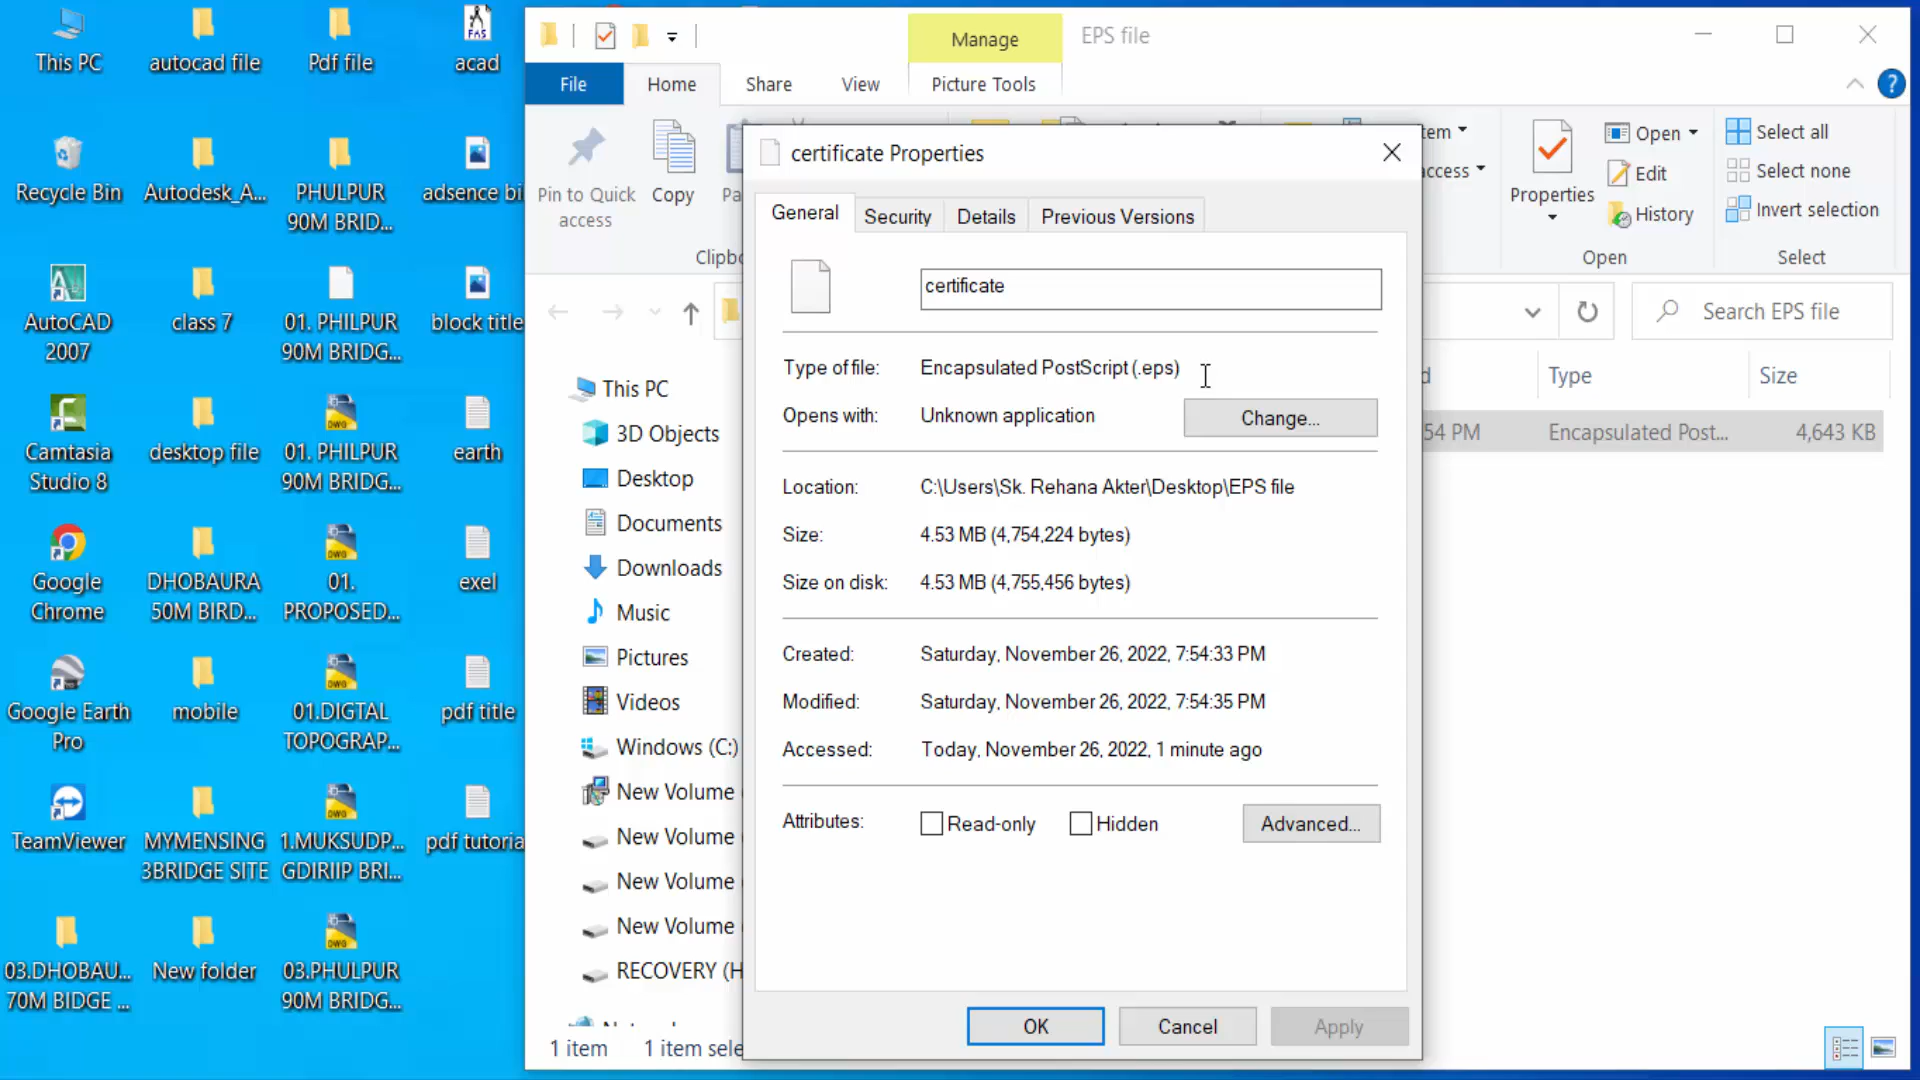 This PC
autocad file
Pdf file
acad
Recycle Bin
Autodesk_A...
PHULPUR
90M BRID...
adsence bi
AutoCAD
2007
class 7
01. PHILPUR
90M BRIDG...
block title
Camtasia
Studio 8
desktop file
01. PHILPUR
90M BRIDG...
earth
Google
Chrome
DHOBAURA
50M BIRD...
01.
PROPOSED...
exel
Google Earth
Pro
mobile
01.DIGTAL
TOPOGRAP...
pdf title
TeamViewer
MYMENSING
3BRIDGE SITE
1.MUKSUDP...
GDIRIIP BRI...
pdf tutoria
03.DHOBAU...
70M BIDGE ...
New folder
03.PHULPUR
90M BRIDG...
Manage
EPS file
File
Home
Share
View
Picture Tools
Pin to Quick
access
Copy
Pa
Clipbo
em
ccess
Properties
Open
Edit
History
Open
Select all
Select none
Invert selection
Select
Search EPS file
d
Type
Size
54 PM
Encapsulated Post...
4,643 KB
This PC
3D Objects
Desktop
Documents
Downloads
Music
Pictures
Videos
Windows (C:)
New Volume
New Volume
New Volume
New Volume
RECOVERY (H
1 item
1 item sele
certificate Properties
General
Security
Details
Previous Versions
certificate
Type of file:
Encapsulated PostScript (.eps)
Opens with:
Unknown application
Change...
Location:
C:\Users\Sk. Rehana Akter\Desktop\EPS file
Size:
4.53 MB (4,754,224 bytes)
Size on disk:
4.53 MB (4,755,456 bytes)
Created:
Saturday, November 26, 2022, 7:54:33 PM
Modified:
Saturday, November 26, 2022, 7:54:35 PM
Accessed:
Today, November 26, 2022, 1 minute ago
Attributes:
Read-only
Hidden
Advanced...
OK
Cancel
Apply